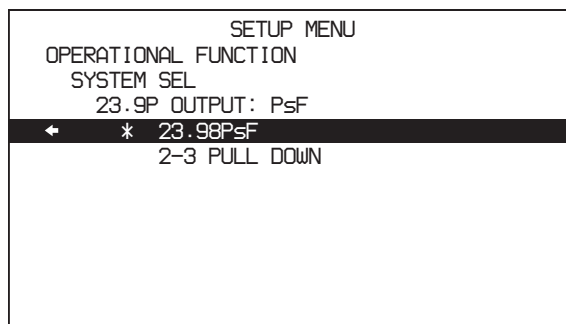 SETUP MENU
OPERATIONAL FUNCTION
SYSTEM SEL
23.9P OUTPUT: PsF
← * 23.98PsF
2-3 PULL DOWN